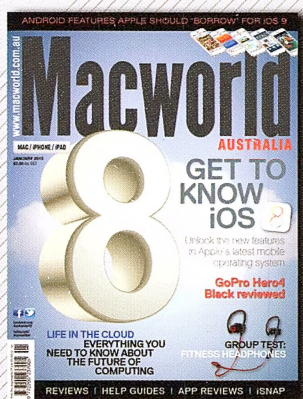 ANDROID FEATURES APPLE SHOULD "BORROW" FOR iOS 9
www.macworld.com.au
Macworld
AUSTRALIA
MAC / iPHONE / iPAD
JANUARY 2015
8
GET TO
KNOW
iOS
Unlock the new features
in Apple's latest mobile
operating system
GoPro Hero4
Black reviewed
LIFE IN THE CLOUD
EVERYTHING YOU
NEED TO KNOW ABOUT
THE FUTURE OF
COMPUTING
GROUP TEST:
FITNESS HEADPHONES
REVIEWS | HELP GUIDES | APP REVIEWS | iSNAP